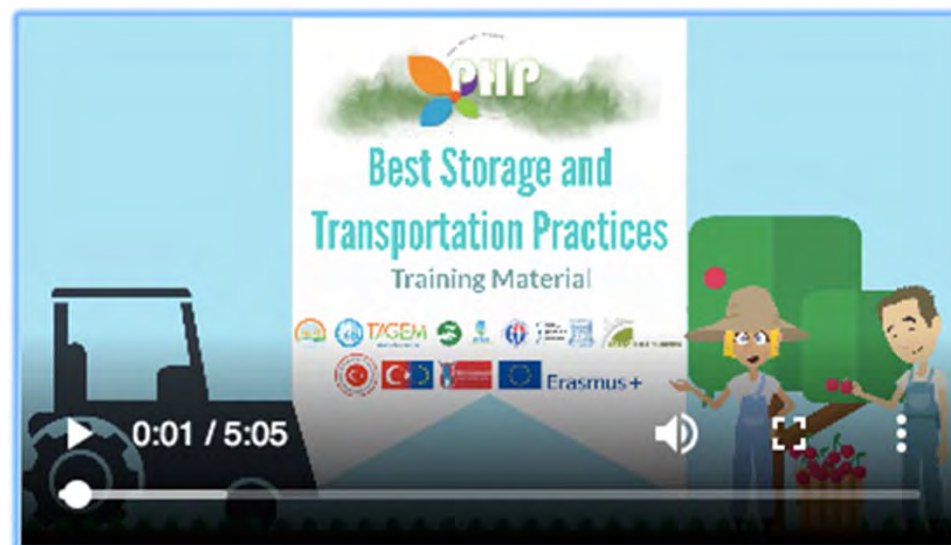 PHP
Best Storage and
Transportation Practices
Training Material
TAGEM
Erasmus+
0:01 / 5:05